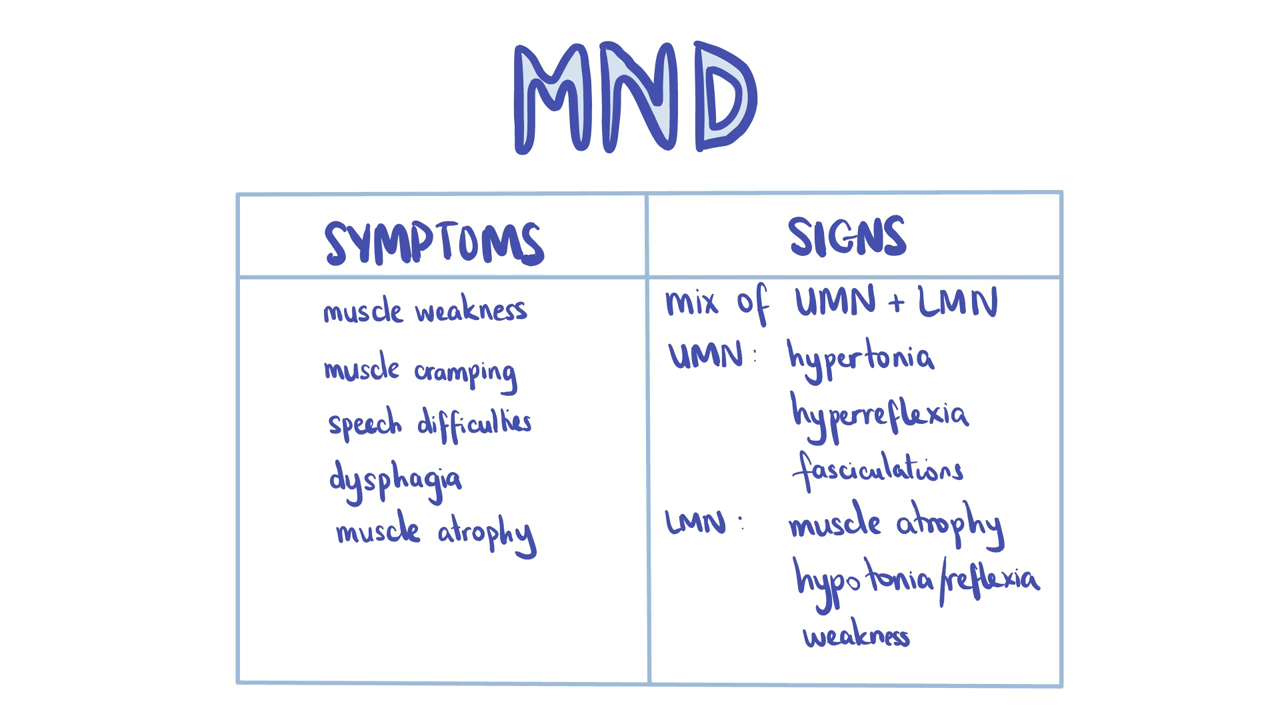 MND
SYMPTOMS
muscle weakness
muscle cramping
speech difficulties
dysphagia
muscle atrophy
SIGNS
mix of UMN + LMN
UMN: hypertonia
hyperreflexia
fasciculations
LMN: muscle atrophy
hypotonia/reflexia
weakness